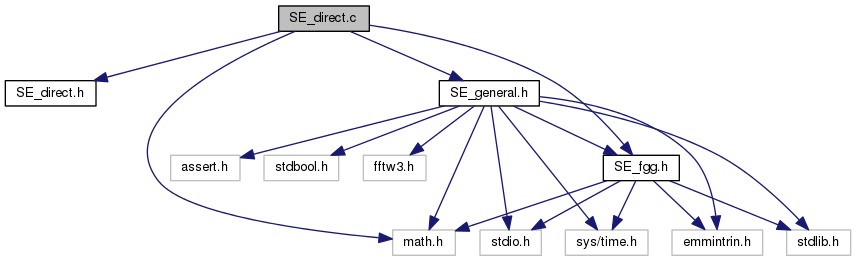 SE_direct.c
SE_direct.h
SE_general.h
assert.h
stdbool.h
fftw3.h
SE_fgg.h
math.h
stdio.h
sys/time.h
emmintrin.h
stdlib.h